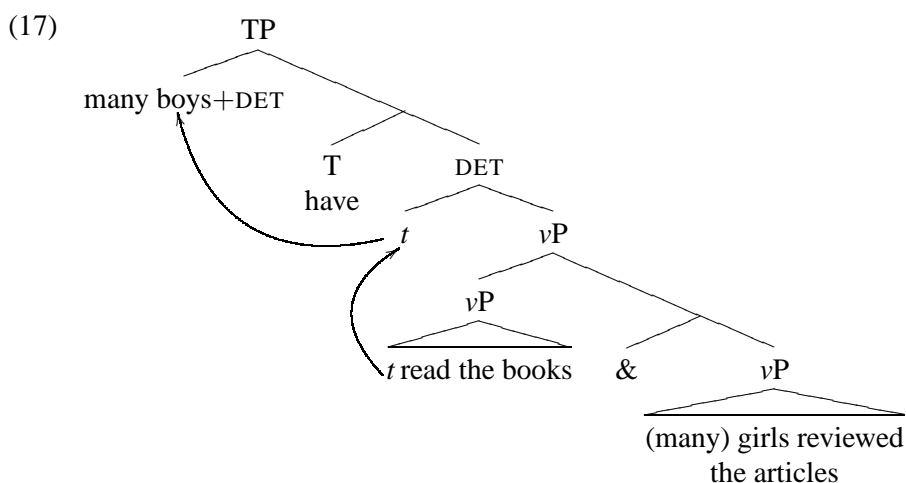 (17) TP
many boys+DET
T DET
have
t vP
vP
t read the books & vP
(many) girls reviewed
the articles